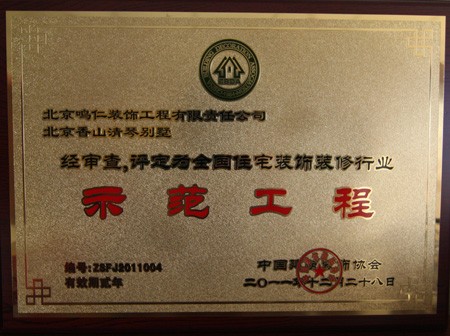 北京鸣仁装饰工程有限责任公司
北京香山清琴别墅
经审查,评定为全国住宅装饰装修行业
示范工程
编号:ZSFJ2011004
有效期贰年
中国 饰协会
二〇一一年十二月二十八日